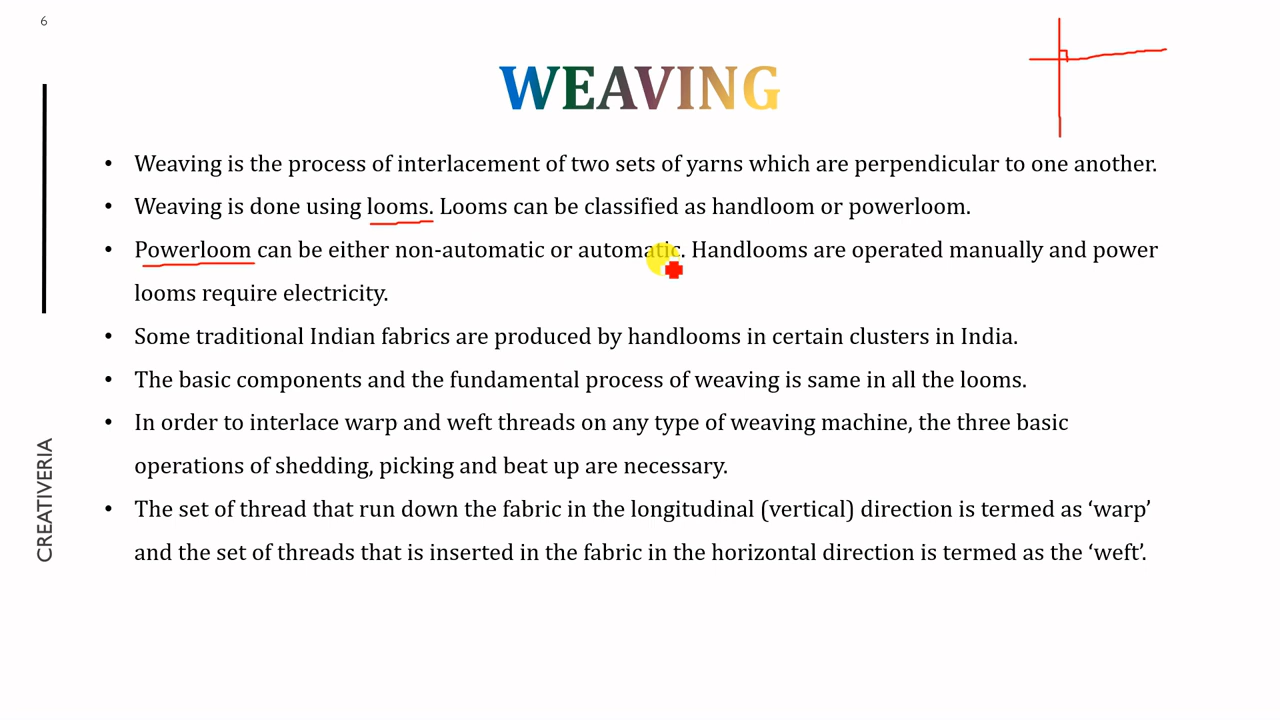 6
WEAVING
• Weaving is the process of interlacement of two sets of yarns which are perpendicular to one another.
• Weaving is done using looms. Looms can be classified as handloom or powerloom.
• Powerloom can be either non-automatic or automatic. Handlooms are operated manually and power
looms require electricity.
• Some traditional Indian fabrics are produced by handlooms in certain clusters in India.
• The basic components and the fundamental process of weaving is same in all the looms.
• In order to interlace warp and weft threads on any type of weaving machine, the three basic
operations of shedding, picking and beat up are necessary.
• The set of thread that run down the fabric in the longitudinal (vertical) direction is termed as ‘warp’
and the set of threads that is inserted in the fabric in the horizontal direction is termed as the ‘weft’.
CREATIVERIA